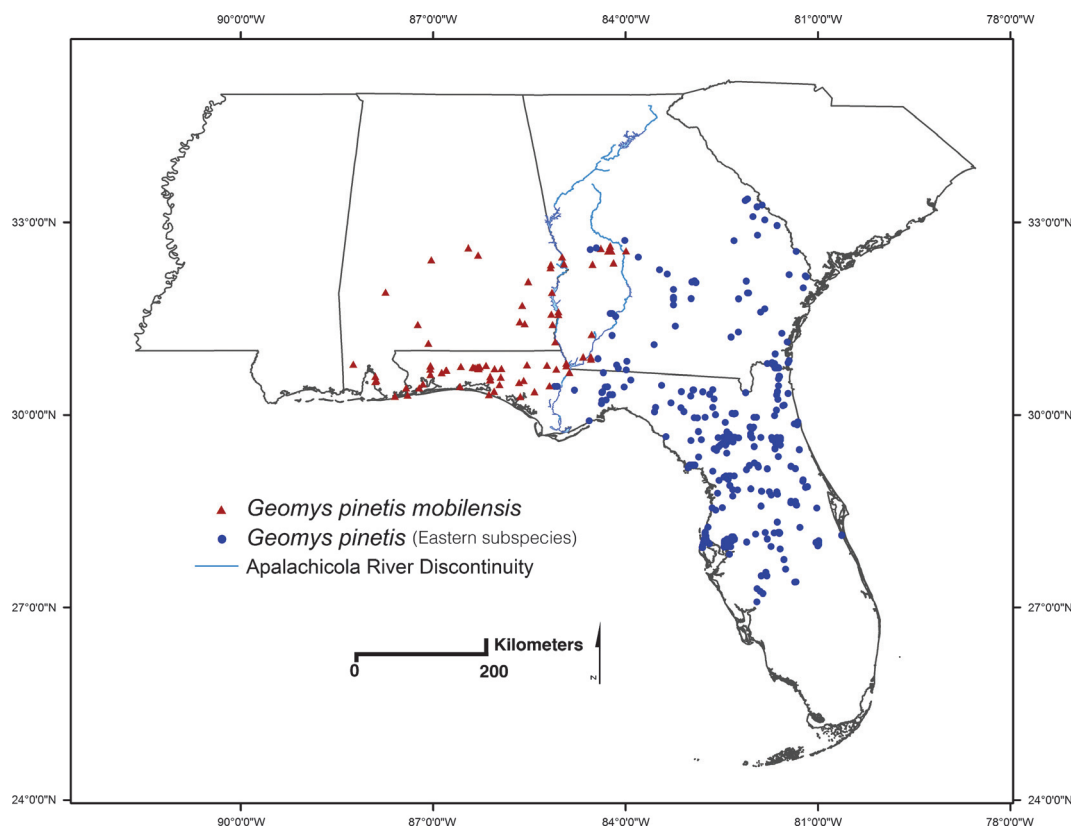 90°0'0"W 87°0'0"W 84°0'0"W 81°0'0"W 78°0'0"W
33°0'0"N 33°0'0"N
30°0'0"N 30°0'0"N
Geomys pinetis mobilensis
Geomys pinetis (Eastern subspecies)
Apalachicola River Discontinuity
27°0'0"N 27°0'0"N
Kilometers
0 200
N
24°0'0"N 24°0'0"N
90°0'0"W 87°0'0"W 84°0'0"W 81°0'0"W 78°0'0"W